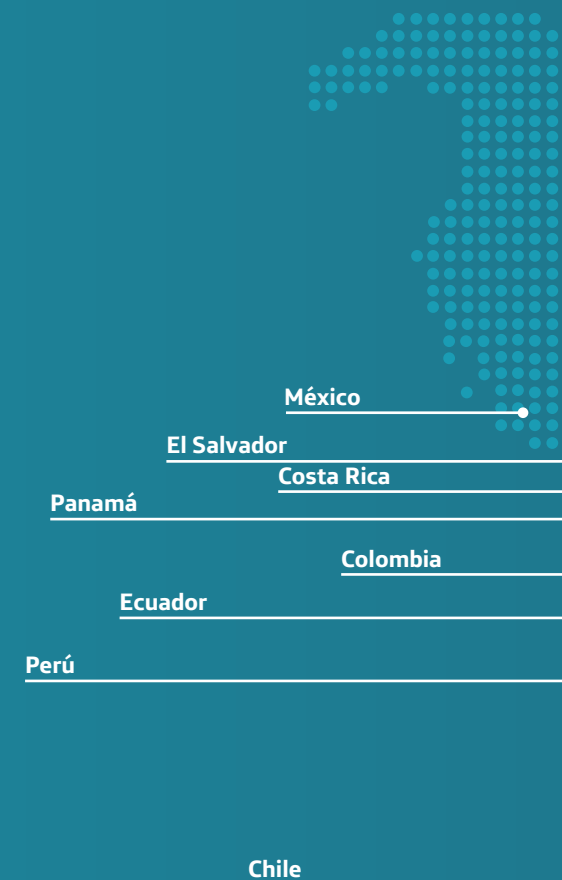 México
El Salvador
Costa Rica
Panamá
Colombia
Ecuador
Perú
Chile